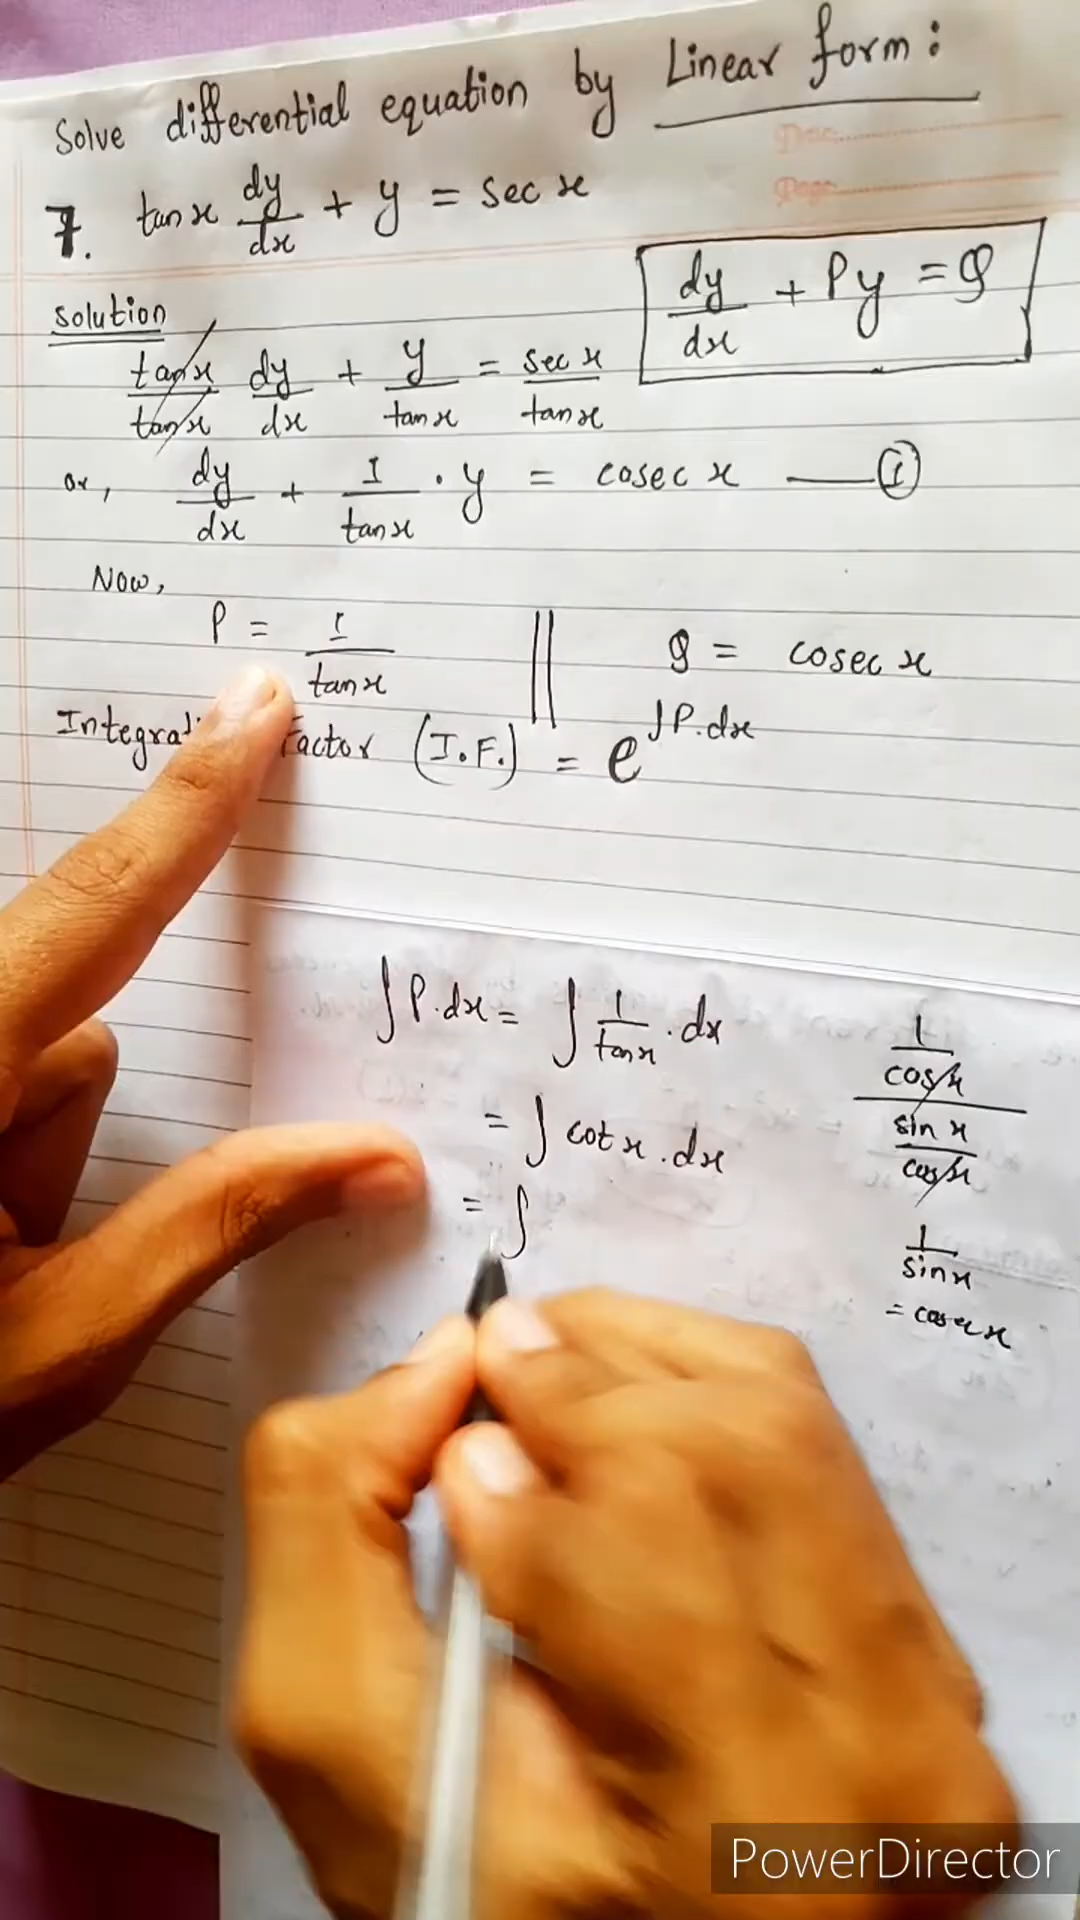 Solve differential equation by Linear form:
7. tan x dy/dx + y = sec x
dy/dx + Py = Q
Solution
tan x/tan x dy/dx + y/tan x = sec x/tan x
or, dy/dx + 1/tan x . y = cosec x —— (1)
Now,
P = 1/tan x || Q = cosec x
Factor (I.F.) = e^∫P.dx
∫P.dx = ∫ 1/tan x . dx
= ∫ cot x . dx
= ∫
1/cos x
sin x/cos x
1/sin x
= cosec x
PowerDirector